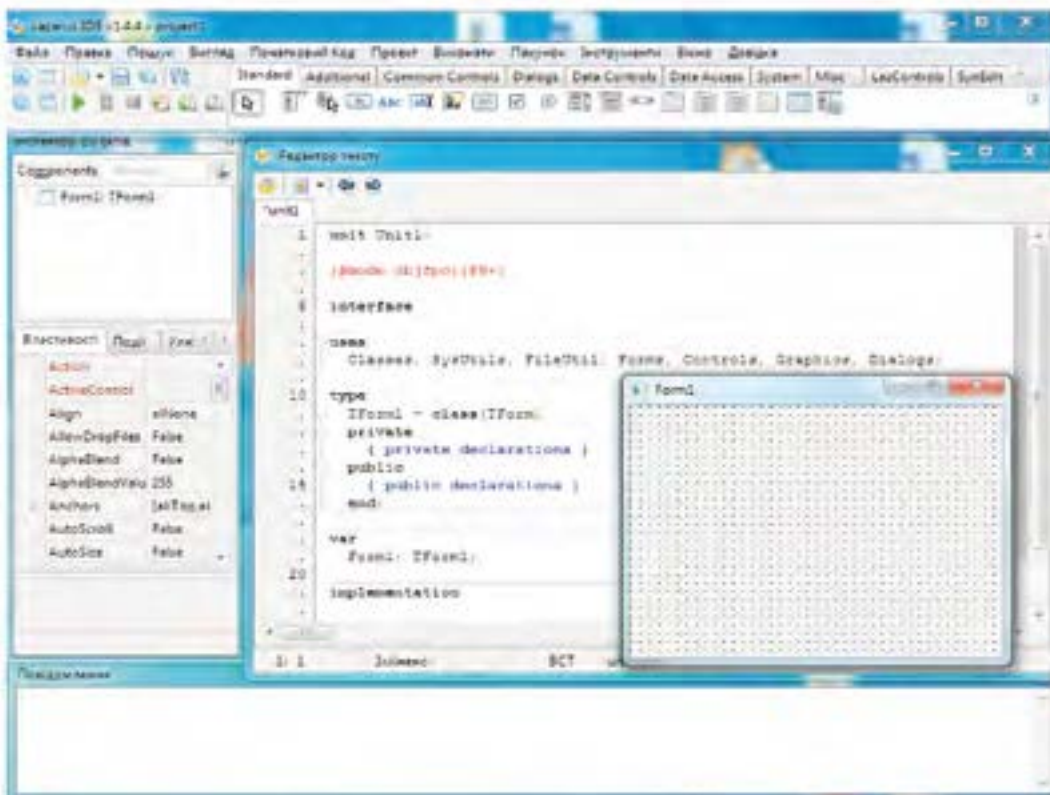 Lazarus IDE v1.4.4 - project1
Файл Правка Пошук Вигляд Початковий код Проект Виконати Пакунок Інструменти Вікно Довідка
Standard Additional Common Controls Dialogs Data Controls Data Access System Misc LazControls SynEdit
Abc
Components
Form1: TForm1
Властивості Події
Action
ActiveControl
Align alNone
AllowDropFiles False
AlphaBlend False
AlphaBlendValu 255
Anchors [akTop,ak
AutoScroll False
AutoSize False
Редактор тексту
*unit1
1 unit Unit1;
{$mode objfpc}{$H+}
5 interface
uses
Classes, SysUtils, FileUtil, Forms, Controls, Graphics, Dialogs;
10 type
TForm1 = class(TForm)
private
{ private declarations }
public
15 { public declarations }
end;
var
Form1: TForm1;
20
implementation
1: 1 Змінено ВСТ
Form1
Повідомлення